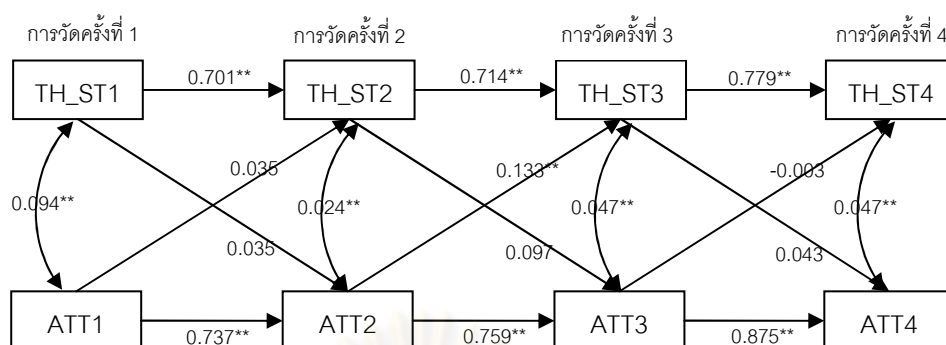 การวัดครั้งที่ 1 การวัดครั้งที่ 2 การวัดครั้งที่ 3 การวัดครั้งที่ 4
TH_ST1 0.701** TH_ST2 0.714** TH_ST3 0.779** TH_ST4
0.035 0.133** -0.003
0.094** 0.024** 0.047** 0.047**
0.035 0.097 0.043
ATT1 0.737** ATT2 0.759** ATT3 0.875** ATT4